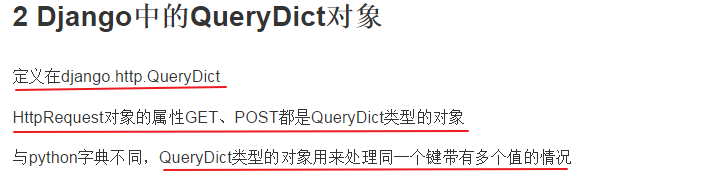 2 Django中的QueryDict对象
定义在django.http.QueryDict
HttpRequest对象的属性GET、POST都是QueryDict类型的对象
与python字典不同，QueryDict类型的对象用来处理同一个键带有多个值的情况